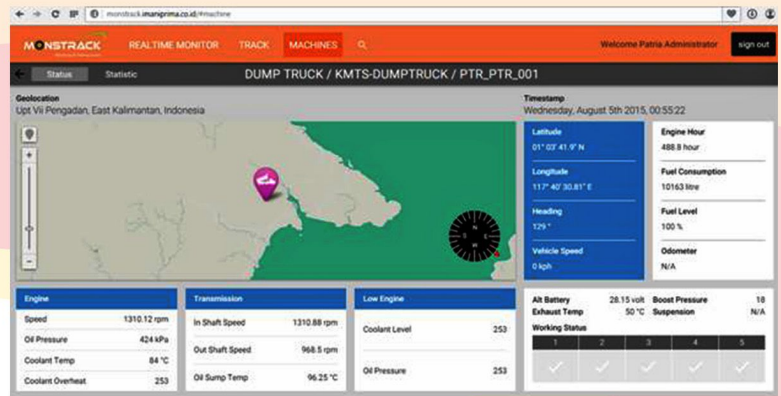 monstrack.imaniprima.co.id/#machine
MONSTRACK
REALTIME MONITOR
TRACK
MACHINES
Welcome Patria Administrator
sign out
Status
Statistic
DUMP TRUCK / KMTS-DUMPTRUCK / PTR_PTR_001
Geolocation
Upt Vii Pengadan, East Kalimantan, Indonesia
Timestamp
Wednesday, August 5th 2015, 00:55:22
Latitude
01° 03' 41.9" N
Longitude
117° 40' 30.81" E
Heading
129 °
Vehicle Speed
0 kph
Engine Hour
488.8 hour
Fuel Consumption
10163 litre
Fuel Level
100 %
Odometer
N/A
Engine
Speed 1310.12 rpm
Oil Pressure 424 kPa
Coolant Temp 84 °C
Coolant Overheat 253
Transmission
In Shaft Speed 1310.88 rpm
Out Shaft Speed 968.5 rpm
Oil Sump Temp 96.25 °C
Low Engine
Coolant Level 253
Oil Pressure 253
Alt Battery 28.15 volt Boost Pressure 18
Exhaust Temp 50 °C Suspension N/A
Working Status
1 2 3 4 5